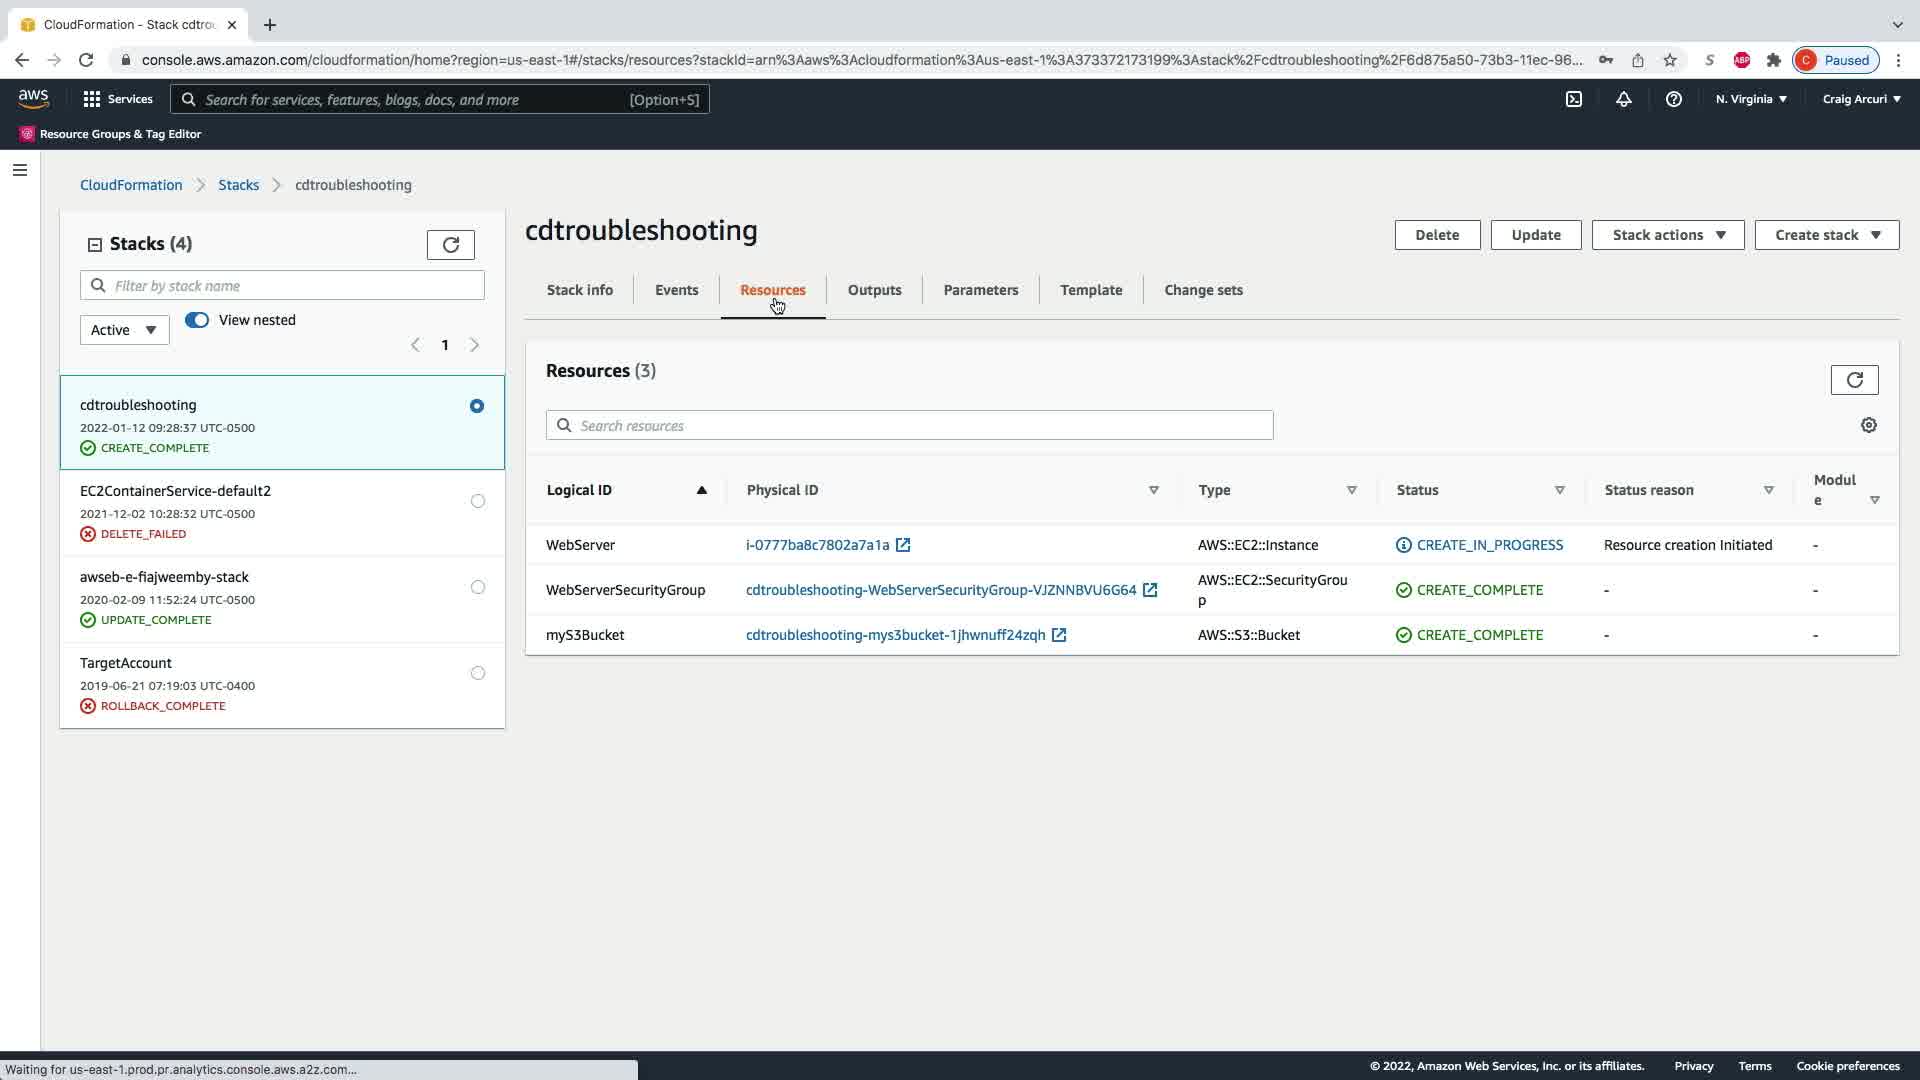 CloudFormation - Stack cdtrou
console.aws.amazon.com/cloudformation/home?region=us-east-1#/stacks/resources?stackId=arn%3Aaws%3Acloudformation%3Aus-east-1%3A373372173199%3Astack%2Fcdtroubleshooting%2F6d875a50-73b3-11ec-96...
S
ABP
C Paused
aws
Services
Search for services, features, blogs, docs, and more [Option+S]
N. Virginia
Craig Arcuri
Resource Groups & Tag Editor
CloudFormation
Stacks
cdtroubleshooting
Stacks (4)
Filter by stack name
Active
View nested
1
cdtroubleshooting
2022-01-12 09:28:37 UTC-0500
CREATE_COMPLETE
EC2ContainerService-default2
2021-12-02 10:28:32 UTC-0500
DELETE_FAILED
awseb-e-fiajweemby-stack
2020-02-09 11:52:24 UTC-0500
UPDATE_COMPLETE
TargetAccount
2019-06-21 07:19:03 UTC-0400
ROLLBACK_COMPLETE
cdtroubleshooting
Delete
Update
Stack actions
Create stack
Stack info
Events
Resources
Outputs
Parameters
Template
Change sets
Resources (3)
Search resources
Logical ID
Physical ID
Type
Status
Status reason
Modul
e
WebServer
i-0777ba8c7802a7a1a
AWS::EC2::Instance
CREATE_IN_PROGRESS
Resource creation Initiated
-
WebServerSecurityGroup
cdtroubleshooting-WebServerSecurityGroup-VJZNNBVU6G64
AWS::EC2::SecurityGrou
p
CREATE_COMPLETE
-
-
myS3Bucket
cdtroubleshooting-mys3bucket-1jhwnuff24zqh
AWS::S3::Bucket
CREATE_COMPLETE
-
-
Waiting for us-east-1.prod.pr.analytics.console.aws.a2z.com...
© 2022, Amazon Web Services, Inc. or its affiliates.
Privacy
Terms
Cookie preferences